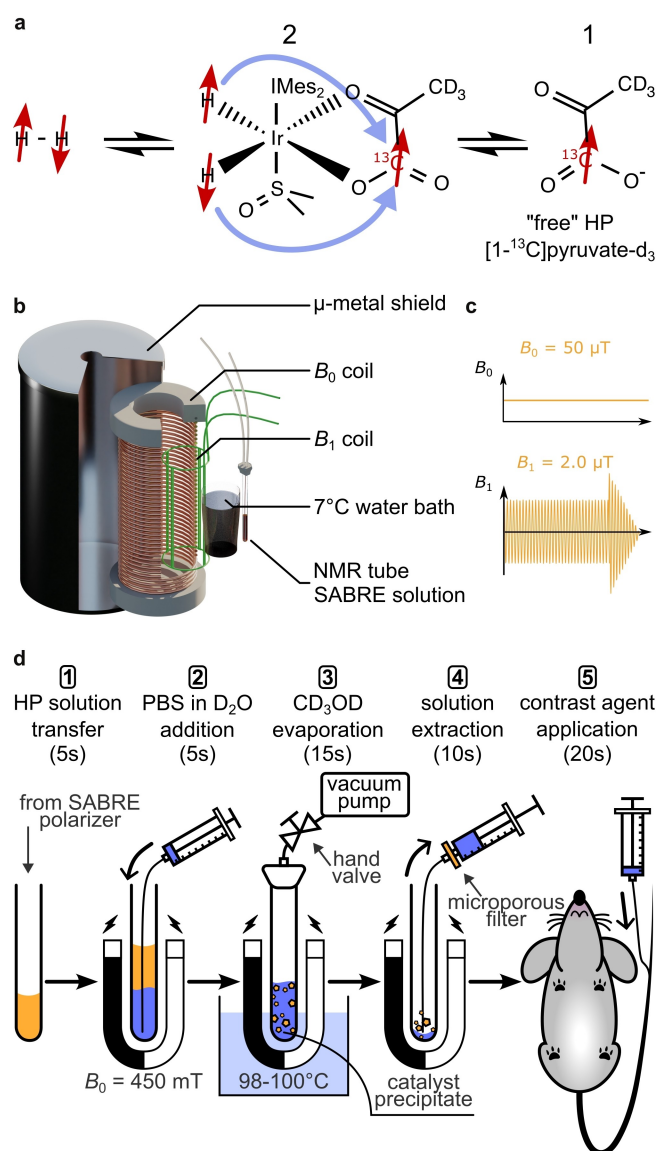 a
2
1
H - H
H
H
IMes₂
Ir
O
O
O
S
O
¹³C
CD₃
CD₃
¹³C
O
O⁻
"free" HP
[1-¹³C]pyruvate-d₃
b
μ-metal shield
B₀ coil
B₁ coil
7°C water bath
NMR tube
SABRE solution
c
B₀ = 50 μT
B₀
B₁ = 2.0 μT
B₁
d
1
HP solution
transfer
(5s)
2
PBS in D₂O
addition
(5s)
3
CD₃OD
evaporation
(15s)
4
solution
extraction
(10s)
5
contrast agent
application
(20s)
from SABRE
polarizer
vacuum
pump
hand
valve
microporous
filter
B₀ = 450 mT
98-100°C
catalyst
precipitate